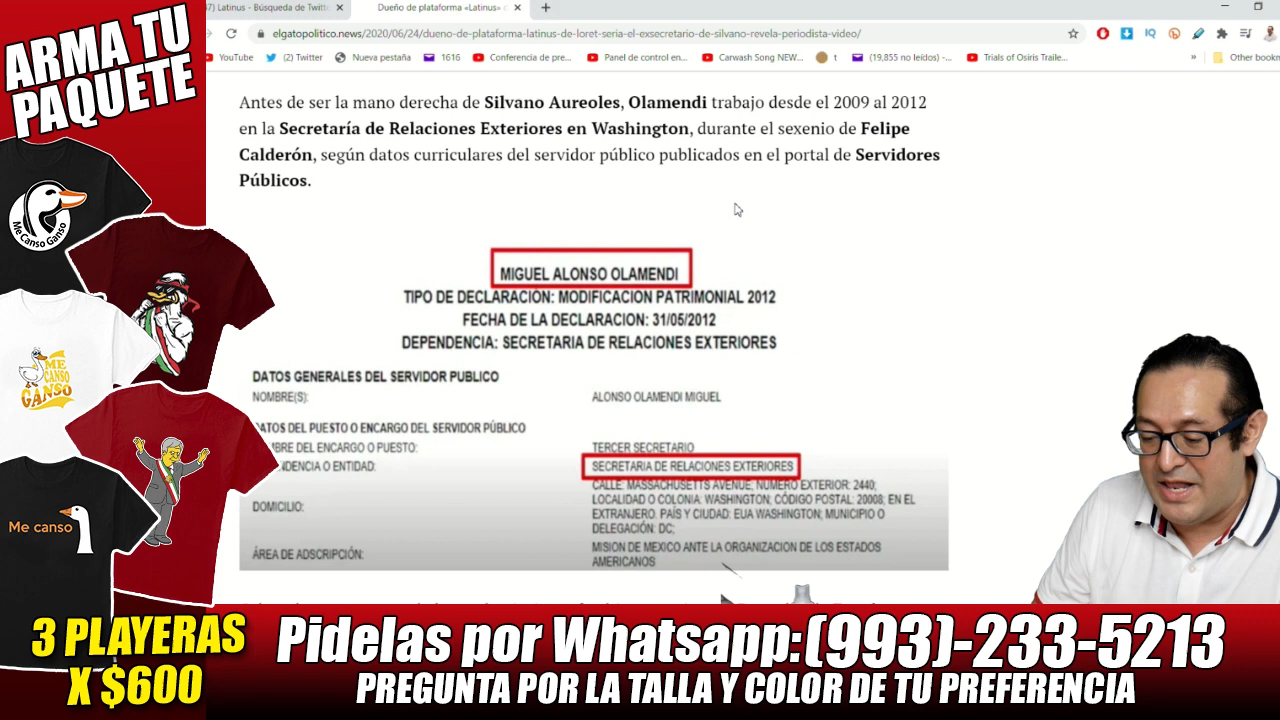 ARMA TU
PAQUETE
Me Canso Ganso
ME
CANSO
GANSO
Me canso
3 PLAYERAS
X $600
Latinus - Búsqueda de Twitte
Dueño de plataforma «Latinus» d
elgatopolitico.news/2020/06/24/dueno-de-plataforma-latinus-de-loret-seria-el-exsecretario-de-silvano-revela-periodista-video/
YouTube
(2) Twitter
Nueva pestaña
1616
Conferencia de pre...
Panel de control en...
Carwash Song NEW...
t
(19,855 no leídos) -...
Trials of Osiris Traile...
»
Other bookm
Antes de ser la mano derecha de Silvano Aureoles, Olamendi trabajo desde el 2009 al 2012
en la Secretaría de Relaciones Exteriores en Washington, durante el sexenio de Felipe
Calderón, según datos curriculares del servidor público publicados en el portal de Servidores
Públicos.
MIGUEL ALONSO OLAMENDI
TIPO DE DECLARACIÓN: MODIFICACION PATRIMONIAL 2012
FECHA DE LA DECLARACION: 31/05/2012
DEPENDENCIA: SECRETARIA DE RELACIONES EXTERIORES
DATOS GENERALES DEL SERVIDOR PUBLICO
NOMBRE(S): ALONSO OLAMENDI MIGUEL
DATOS DEL PUESTO O ENCARGO DEL SERVIDOR PÚBLICO
MBRE DEL ENCARGO O PUESTO: TERCER SECRETARIO
NDENCIA O ENTIDAD: SECRETARIA DE RELACIONES EXTERIORES
DOMICILIO: CALLE: MASSACHUSETTS AVENUE; NÚMERO EXTERIOR: 2440;
LOCALIDAD O COLONIA: WASHINGTON; CÓDIGO POSTAL: 20008; EN EL
EXTRANJERO. PAÍS Y CIUDAD: EUA WASHINGTON; MUNICIPIO O
DELEGACIÓN: DC;
ÁREA DE ADSCRIPCIÓN: MISION DE MEXICO ANTE LA ORGANIZACION DE LOS ESTADOS
AMERICANOS
Pidelas por Whatsapp:(993)-233-5213
PREGUNTA POR LA TALLA Y COLOR DE TU PREFERENCIA